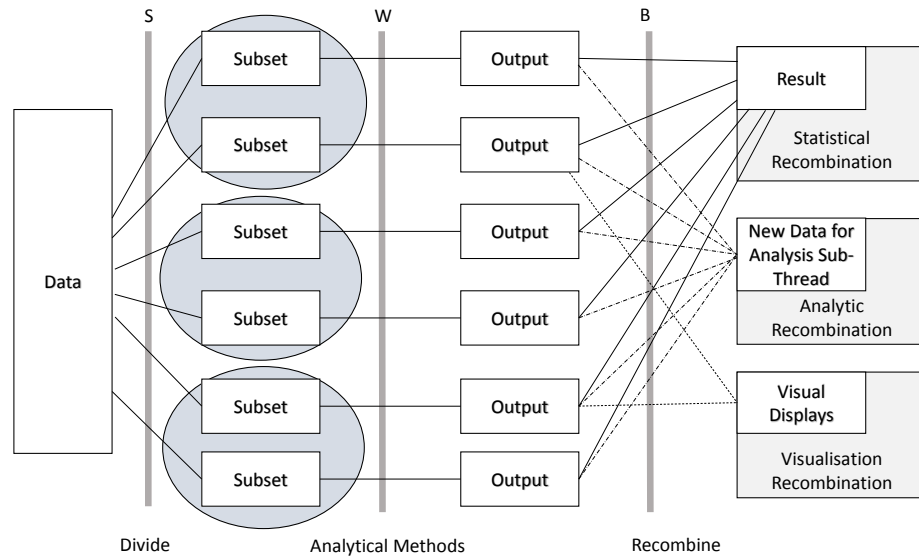 S
W
B
Data
Subset
Subset
Subset
Subset
Subset
Subset
Output
Output
Output
Output
Output
Output
Result
Statistical
Recombination
New Data for
Analysis Sub-
Thread
Analytic
Recombination
Visual
Displays
Visualisation
Recombination
Divide
Analytical Methods
Recombine